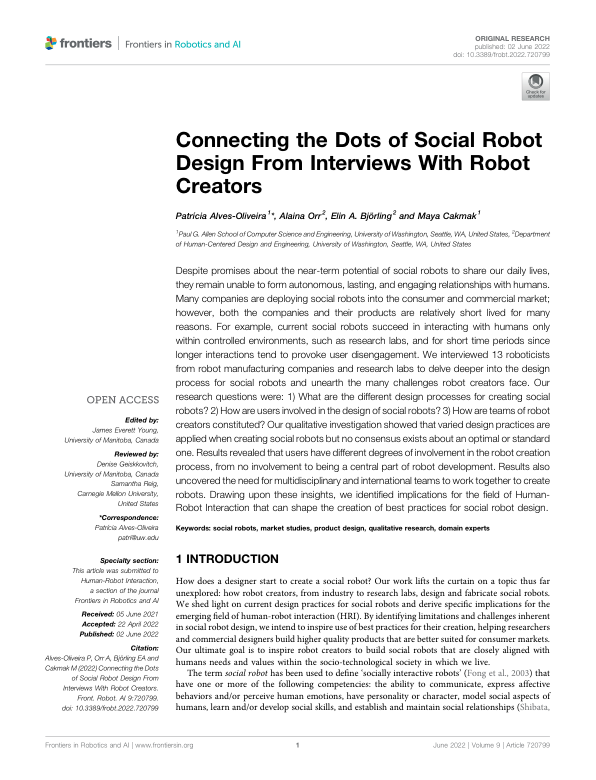 frontiers | Frontiers in Robotics and AI
ORIGINAL RESEARCH
published: 02 June 2022
doi: 10.3389/frobt.2022.720799
Check for
updates
Connecting the Dots of Social Robot
Design From Interviews With Robot
Creators
Patrícia Alves-Oliveira 1*, Alaina Orr 2, Elin A. Björling 2 and Maya Cakmak 1
1Paul G. Allen School of Computer Science and Engineering, University of Washington, Seattle, WA, United States, 2Department
of Human-Centered Design and Engineering, University of Washington, Seattle, WA, United States
Despite promises about the near-term potential of social robots to share our daily lives,
they remain unable to form autonomous, lasting, and engaging relationships with humans.
Many companies are deploying social robots into the consumer and commercial market;
however, both the companies and their products are relatively short lived for many
reasons. For example, current social robots succeed in interacting with humans only
within controlled environments, such as research labs, and for short time periods since
longer interactions tend to provoke user disengagement. We interviewed 13 roboticists
from robot manufacturing companies and research labs to delve deeper into the design
process for social robots and unearth the many challenges robot creators face. Our
research questions were: 1) What are the different design processes for creating social
robots? 2) How are users involved in the design of social robots? 3) How are teams of robot
creators constituted? Our qualitative investigation showed that varied design practices are
applied when creating social robots but no consensus exists about an optimal or standard
one. Results revealed that users have different degrees of involvement in the robot creation
process, from no involvement to being a central part of robot development. Results also
uncovered the need for multidisciplinary and international teams to work together to create
robots. Drawing upon these insights, we identified implications for the field of Human-
Robot Interaction that can shape the creation of best practices for social robot design.
Keywords: social robots, market studies, product design, qualitative research, domain experts
OPEN ACCESS
Edited by:
James Everett Young,
University of Manitoba, Canada
Reviewed by:
Denise Geiskkovitch,
University of Manitoba, Canada
Samantha Reig,
Carnegie Mellon University,
United States
*Correspondence:
Patrícia Alves-Oliveira
patri@uw.edu
Specialty section:
This article was submitted to
Human-Robot Interaction,
a section of the journal
Frontiers in Robotics and AI
Received: 05 June 2021
Accepted: 22 April 2022
Published: 02 June 2022
Citation:
Alves-Oliveira P, Orr A, Björling EA and
Cakmak M (2022) Connecting the Dots
of Social Robot Design From
Interviews With Robot Creators.
Front. Robot. AI 9:720799.
doi: 10.3389/frobt.2022.720799
1 INTRODUCTION
How does a designer start to create a social robot? Our work lifts the curtain on a topic thus far
unexplored: how robot creators, from industry to research labs, design and fabricate social robots.
We shed light on current design practices for social robots and derive specific implications for the
emerging field of human-robot interaction (HRI). By identifying limitations and challenges inherent
in social robot design, we intend to inspire use of best practices for their creation, helping researchers
and commercial designers build higher quality products that are better suited for consumer markets.
Our ultimate goal is to inspire robot creators to build social robots that are closely aligned with
humans needs and values within the socio-technological society in which we live.
The term social robot has been used to define ‘socially interactive robots’ (Fong et al., 2003) that
have one or more of the following competencies: the ability to communicate, express affective
behaviors and/or perceive human emotions, have personality or character, model social aspects of
humans, learn and/or develop social skills, and establish and maintain social relationships (Shibata,
Frontiers in Robotics and AI | www.frontiersin.org
1
June 2022 | Volume 9 | Article 720799